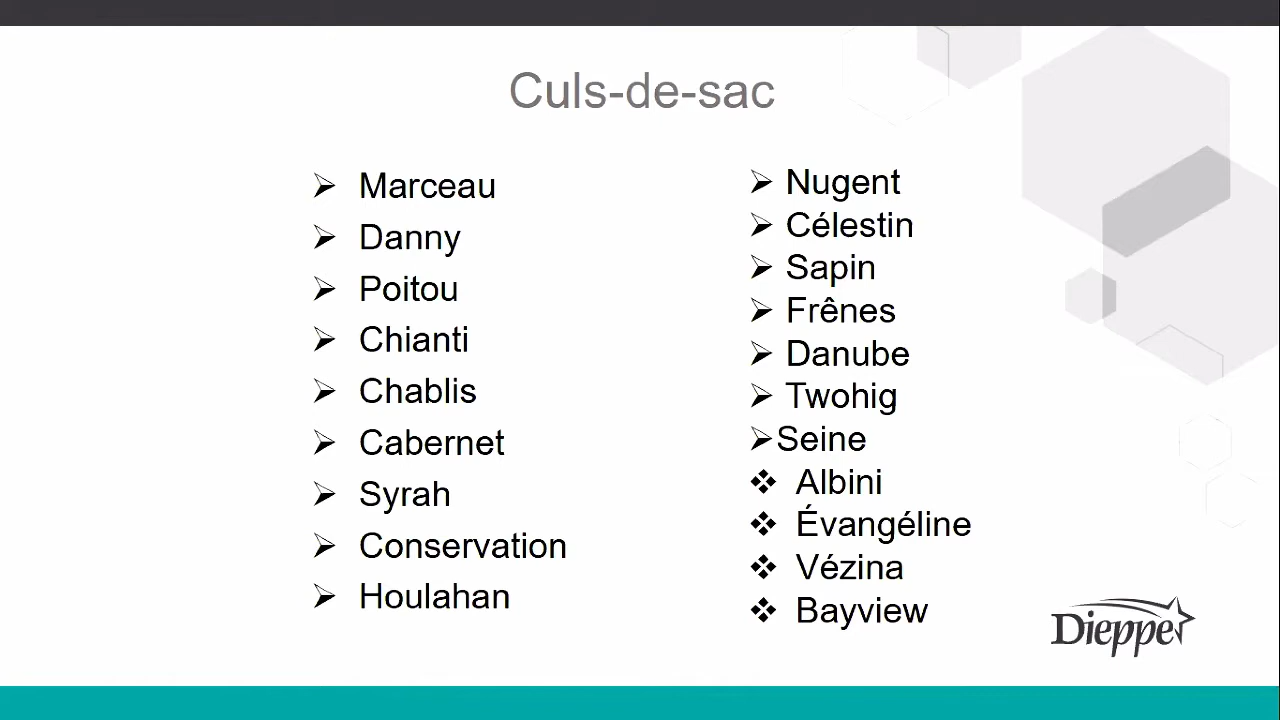 Culs-de-sac
Marceau
Danny
Poitou
Chianti
Chablis
Cabernet
Syrah
Conservation
Houlahan
Nugent
Célestin
Sapin
Frênes
Danube
Twohig
Seine
Albini
Évangéline
Vézina
Bayview
Dieppe